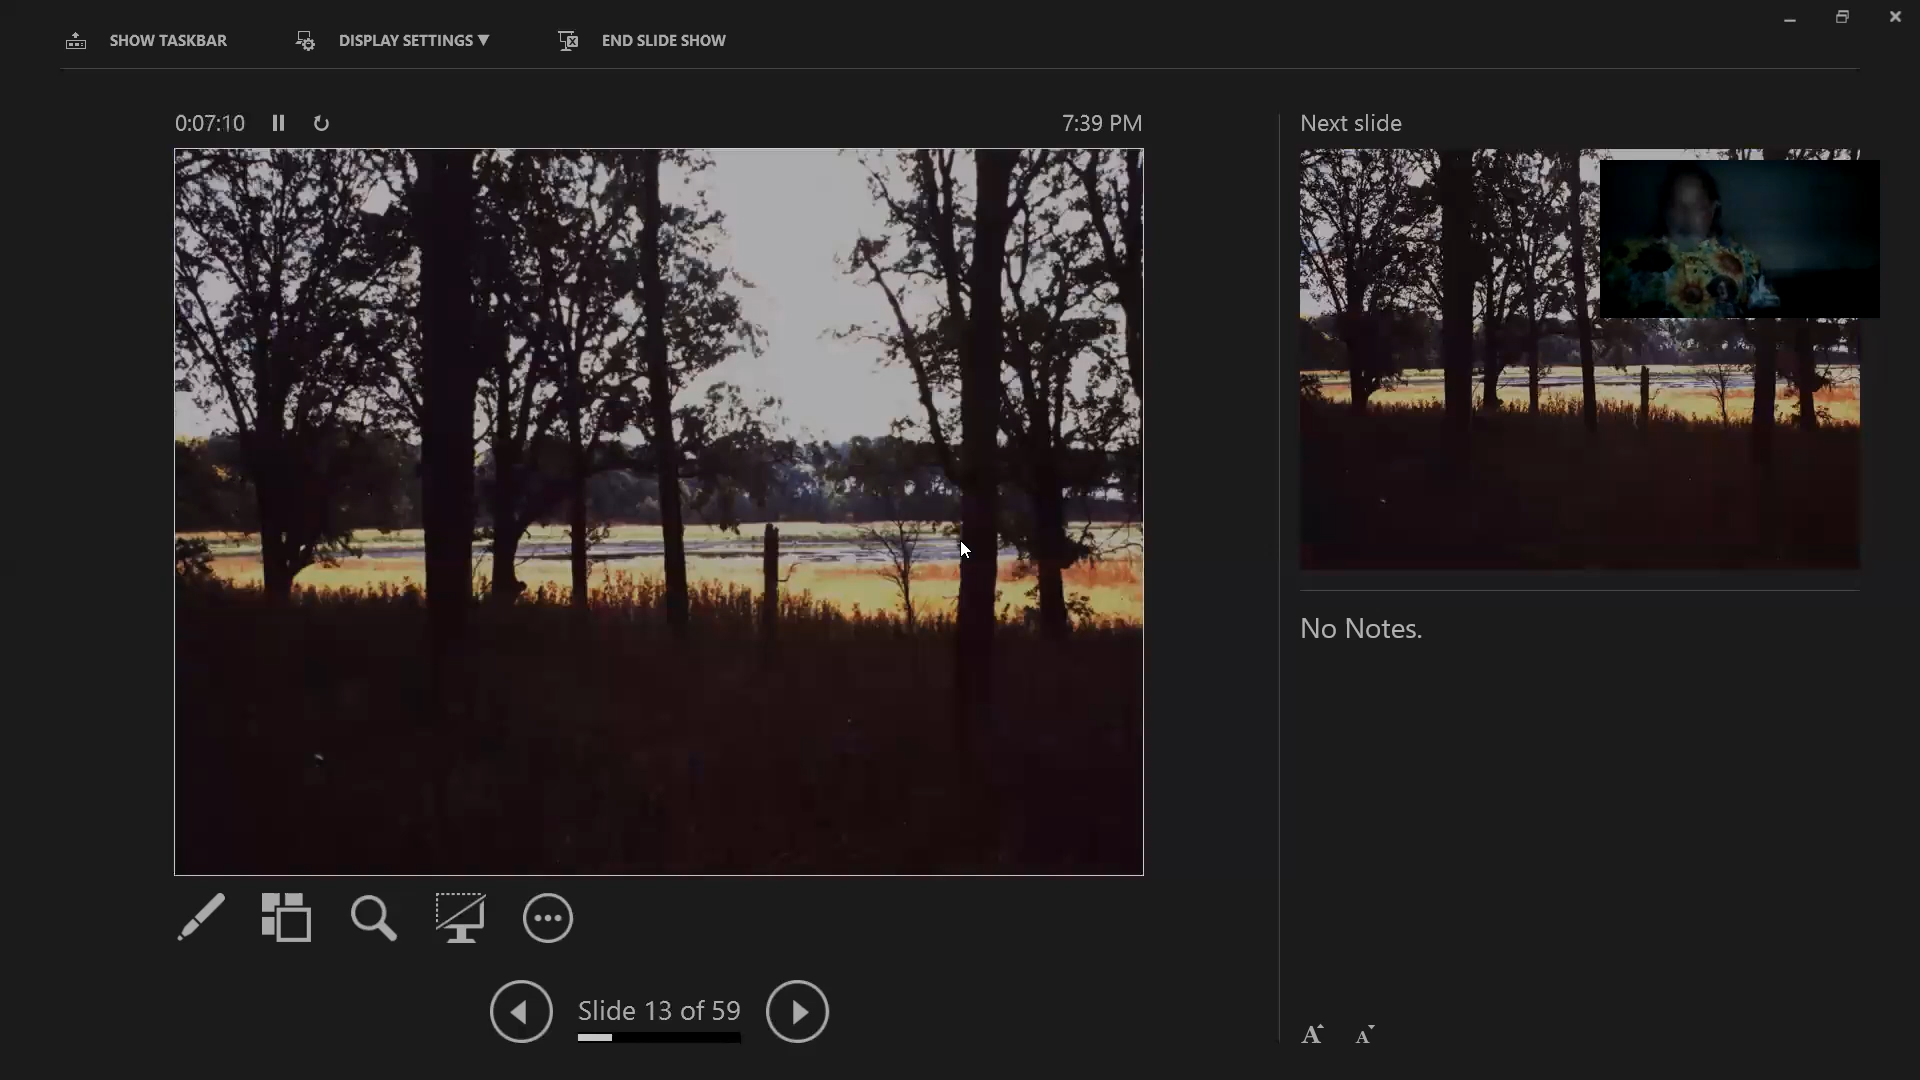 SHOW TASKBAR
DISPLAY SETTINGS ▼
END SLIDE SHOW
0:07:10
7:39 PM
Next slide
No Notes.
Slide 13 of 59
A A